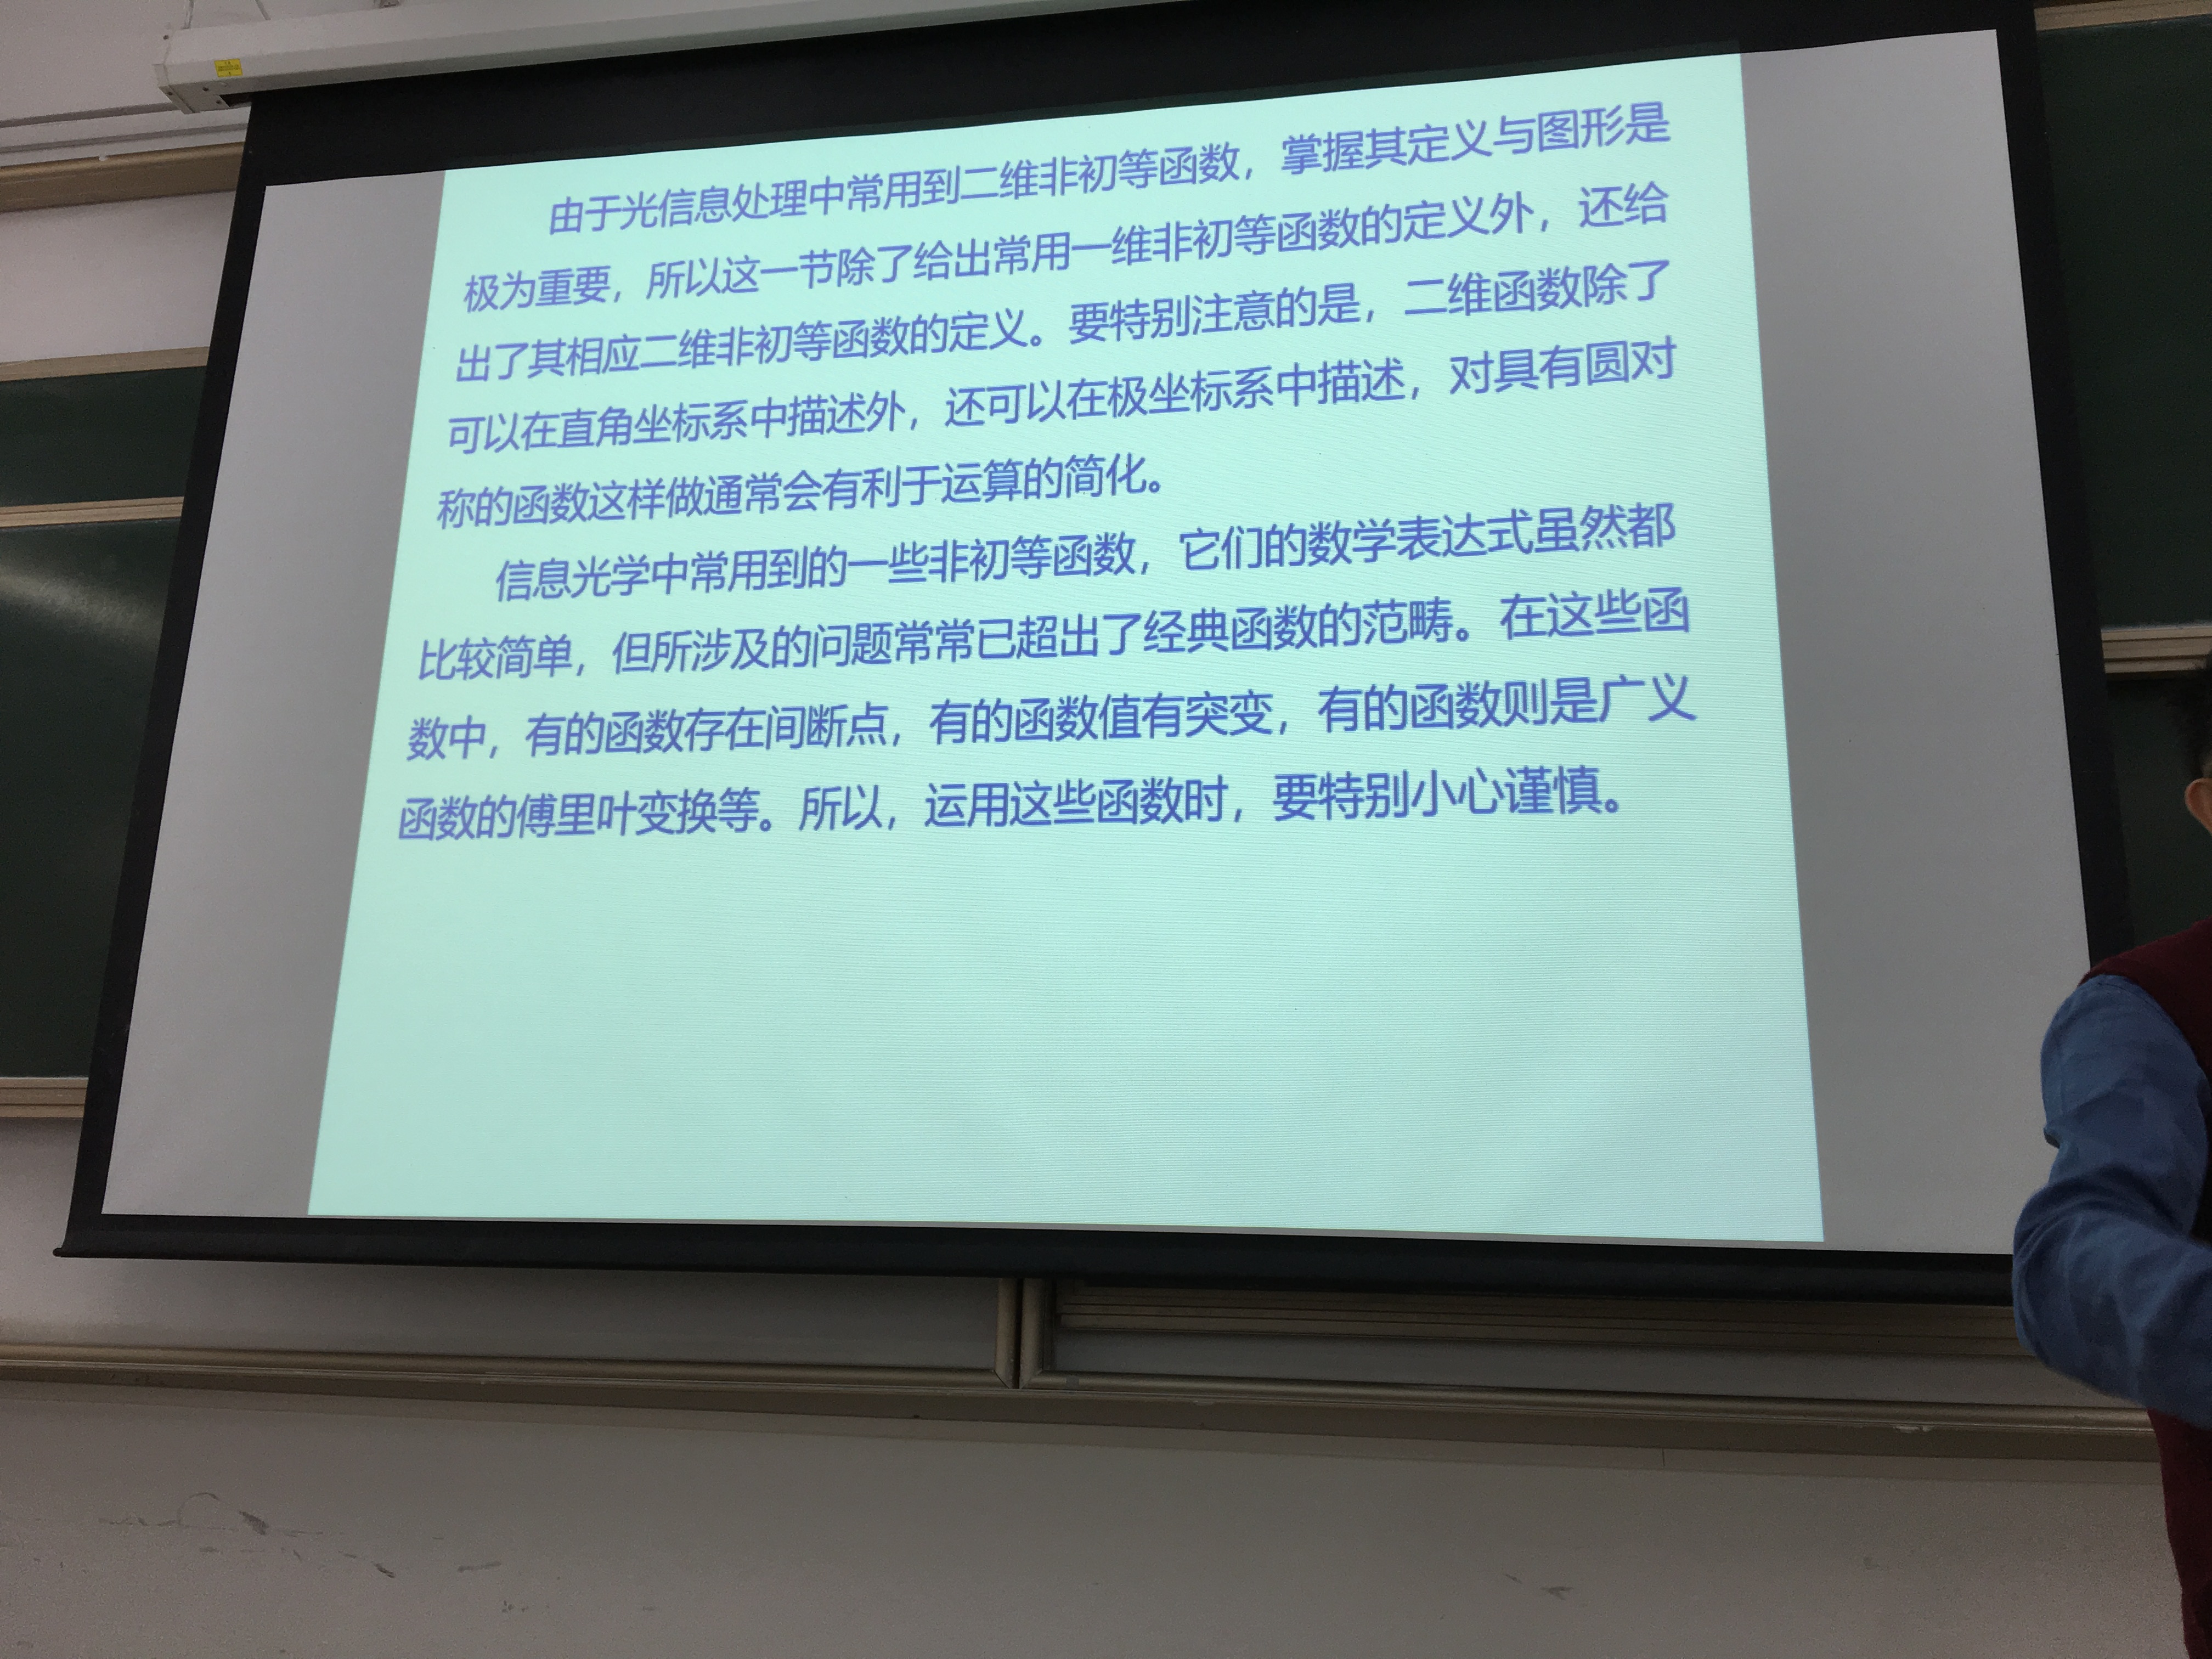 由于光信息处理中常用到二维非初等函数，掌握其定义与图形是
极为重要，所以这一节除了给出常用一维非初等函数的定义外，还给
出了其相应二维非初等函数的定义。要特别注意的是，二维函数除了
可以在直角坐标系中描述外，还可以在极坐标系中描述，对具有圆对
称的函数这样做通常会有利于运算的简化。
信息光学中常用到的一些非初等函数，它们的数学表达式虽然都
比较简单，但所涉及的问题常常已超出了经典函数的范畴。在这些函
数中，有的函数存在间断点，有的函数值有突变，有的函数则是广义
函数的傅里叶变换等。所以，运用这些函数时，要特别小心谨慎。